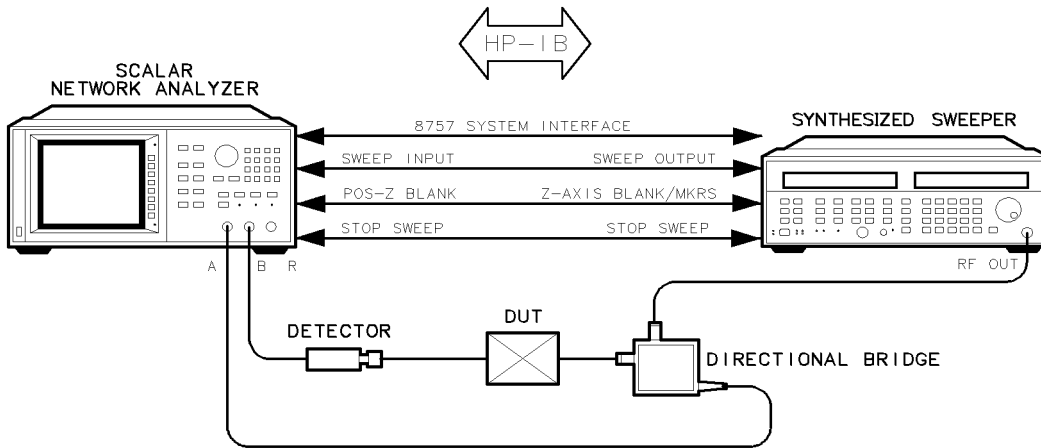 HP-IB
SCALAR
NETWORK ANALYZER
SYNTHESIZED SWEEPER
8757 SYSTEM INTERFACE
SWEEP INPUT SWEEP OUTPUT
POS-Z BLANK Z-AXIS BLANK/MKRS
STOP SWEEP STOP SWEEP
A B R
RF OUT
DETECTOR
DUT
DIRECTIONAL BRIDGE